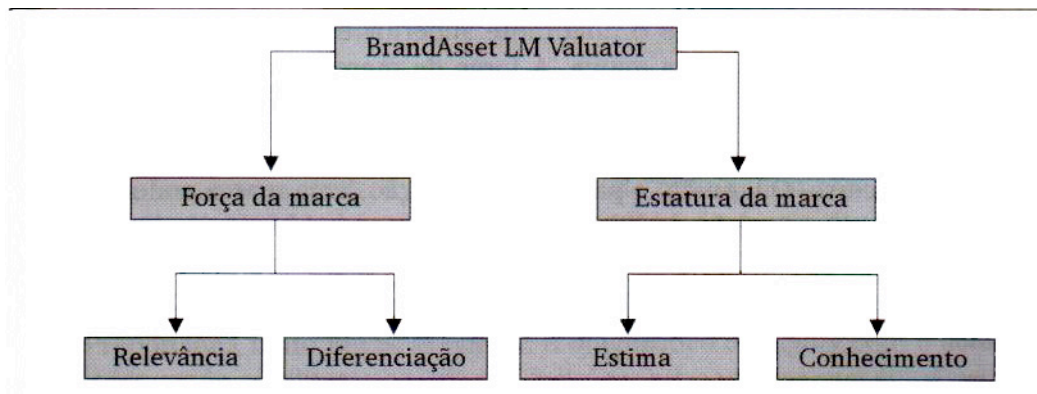 BrandAsset LM Valuator
Força da marca
Estatura da marca
Relevância
Diferenciação
Estima
Conhecimento